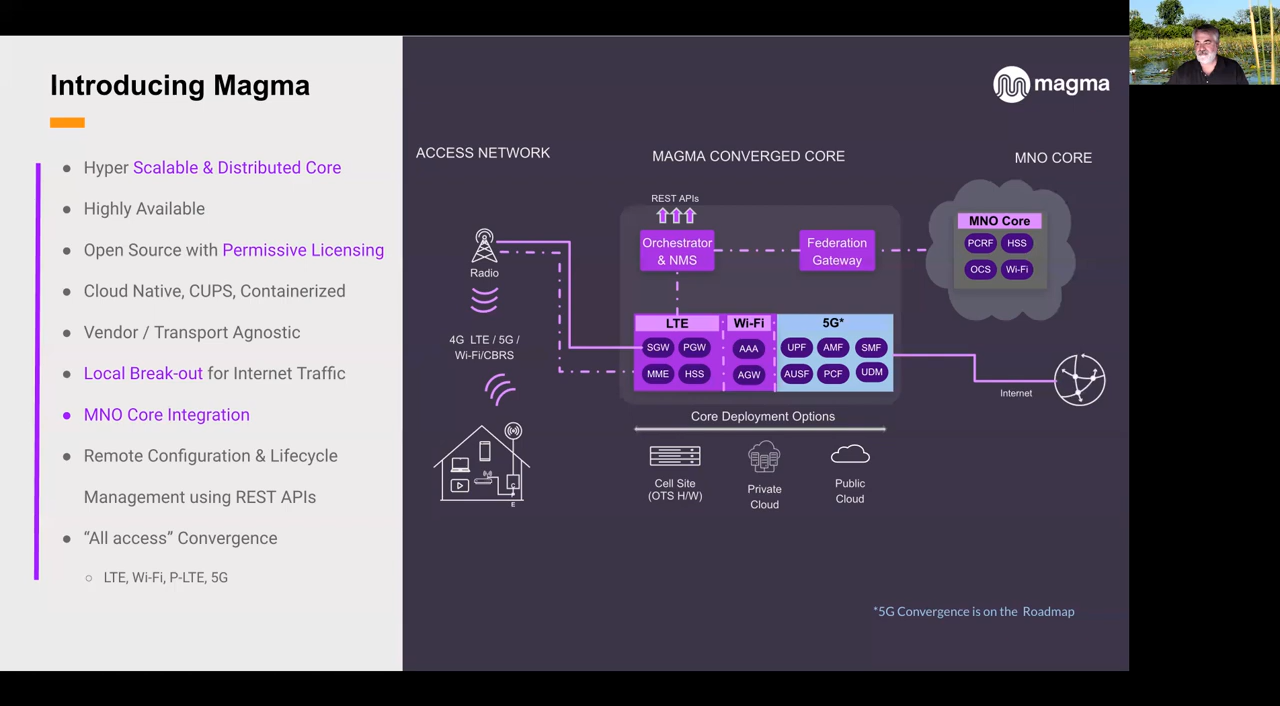 Introducing Magma
● Hyper Scalable & Distributed Core
● Highly Available
● Open Source with Permissive Licensing
● Cloud Native, CUPS, Containerized
● Vendor / Transport Agnostic
● Local Break-out for Internet Traffic
● MNO Core Integration
● Remote Configuration & Lifecycle
Management using REST APIs
● “All access” Convergence
○ LTE, Wi-Fi, P-LTE, 5G
magma
ACCESS NETWORK
MAGMA CONVERGED CORE
MNO CORE
REST APIs
Orchestrator
& NMS
Federation
Gateway
MNO Core
PCRF HSS
OCS Wi-Fi
Radio
4G LTE / 5G /
Wi-Fi/CBRS
LTE
SGW PGW
MME HSS
Wi-Fi
AAA
AGW
5G*
UPF AMF SMF
AUSF PCF UDM
Internet
Core Deployment Options
Cell Site
(OTS H/W)
Private
Cloud
Public
Cloud
*5G Convergence is on the Roadmap